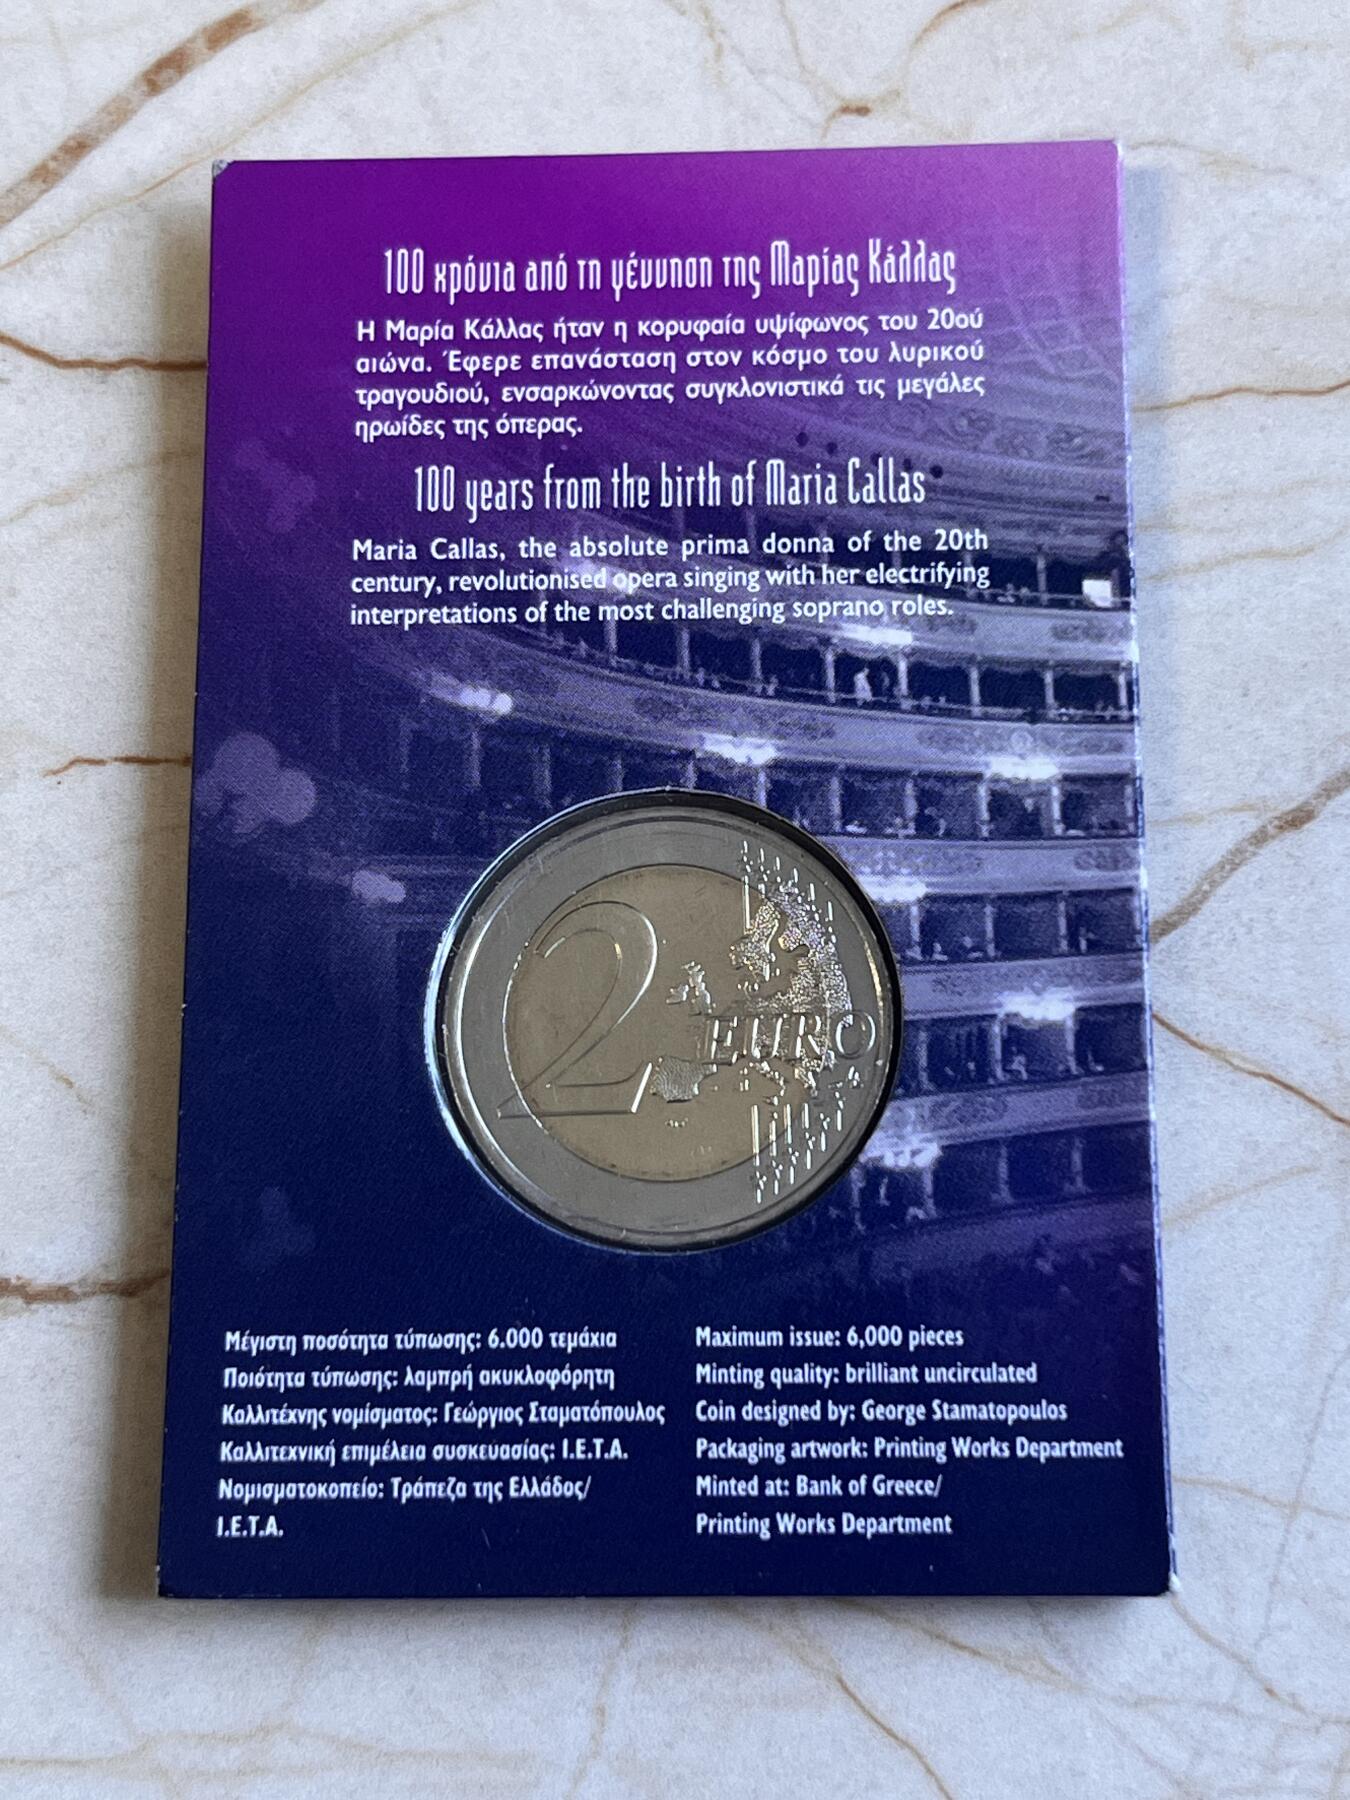 100 χρόνια από τη γέννηση της Μαρίας Κάλλας
Η Μαρία Κάλλας ήταν η κορυφαία υψίφωνος του 20ού
αιώνα. Έφερε επανάσταση στον κόσμο του λυρικού
τραγουδιού, ενσαρκώνοντας συγκλονιστικά τις μεγάλες
ηρωίδες της όπερας.
100 years from the birth of Maria Callas
Maria Callas, the absolute prima donna of the 20th
century, revolutionised opera singing with her electrifying
interpretations of the most challenging soprano roles.
2 EURO
Μέγιστη ποσότητα τύπωσης: 6.000 τεμάχια
Ποιότητα τύπωσης: λαμπρή ακυκλοφόρητη
Καλλιτέχνης νομίσματος: Γεώργιος Σταματόπουλος
Καλλιτεχνική επιμέλεια συσκευασίας: Ι.Ε.Τ.Α.
Νομισματοκοπείο: Τράπεζα της Ελλάδος/
Ι.Ε.Τ.Α.
Maximum issue: 6,000 pieces
Minting quality: brilliant uncirculated
Coin designed by: George Stamatopoulos
Packaging artwork: Printing Works Department
Minted at: Bank of Greece/
Printing Works Department